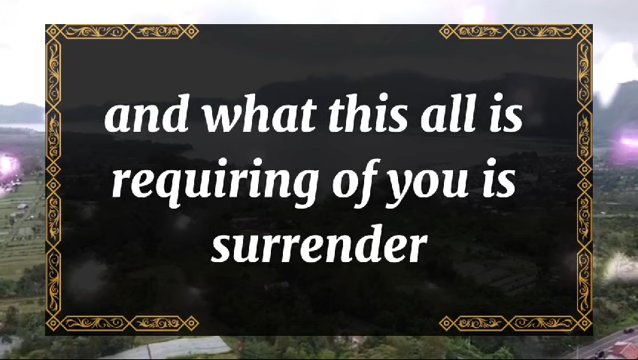 and what this all is
requiring of you is
surrender